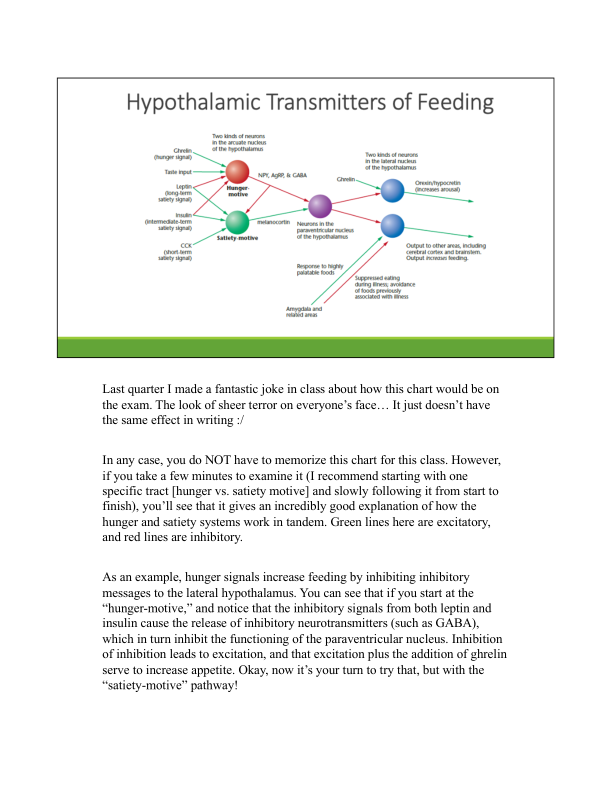 Hypothalamic Transmitters of Feeding
Two kinds of neurons
in the arcuate nucleus
of the hypothalamus
Ghrelin
(hunger signal)
Taste input
Leptin
(long-term
satiety signal)
Insulin
(intermediate-term
satiety signal)
CCK
(short-term
satiety signal)
Hunger-
motive
Satiety-motive
NPY, AgRP, & GABA
melanocortin
Neurons in the
paraventricular nucleus
of the hypothalamus
Two kinds of neurons
in the lateral nucleus
of the hypothalamus
Ghrelin
Orexin/hypocretin
(increases arousal)
Output to other areas, including
cerebral cortex and brainstem.
Output increases feeding.
Response to highly
palatable foods
Suppressed eating
during illness; avoidance
of foods previously
associated with illness
Amygdala and
related areas
Last quarter I made a fantastic joke in class about how this chart would be on
the exam. The look of sheer terror on everyone’s face… It just doesn’t have
the same effect in writing :/
In any case, you do NOT have to memorize this chart for this class. However,
if you take a few minutes to examine it (I recommend starting with one
specific tract [hunger vs. satiety motive] and slowly following it from start to
finish), you’ll see that it gives an incredibly good explanation of how the
hunger and satiety systems work in tandem. Green lines here are excitatory,
and red lines are inhibitory.
As an example, hunger signals increase feeding by inhibiting inhibitory
messages to the lateral hypothalamus. You can see that if you start at the
“hunger-motive,” and notice that the inhibitory signals from both leptin and
insulin cause the release of inhibitory neurotransmitters (such as GABA),
which in turn inhibit the functioning of the paraventricular nucleus. Inhibition
of inhibition leads to excitation, and that excitation plus the addition of ghrelin
serve to increase appetite. Okay, now it’s your turn to try that, but with the
“satiety-motive” pathway!